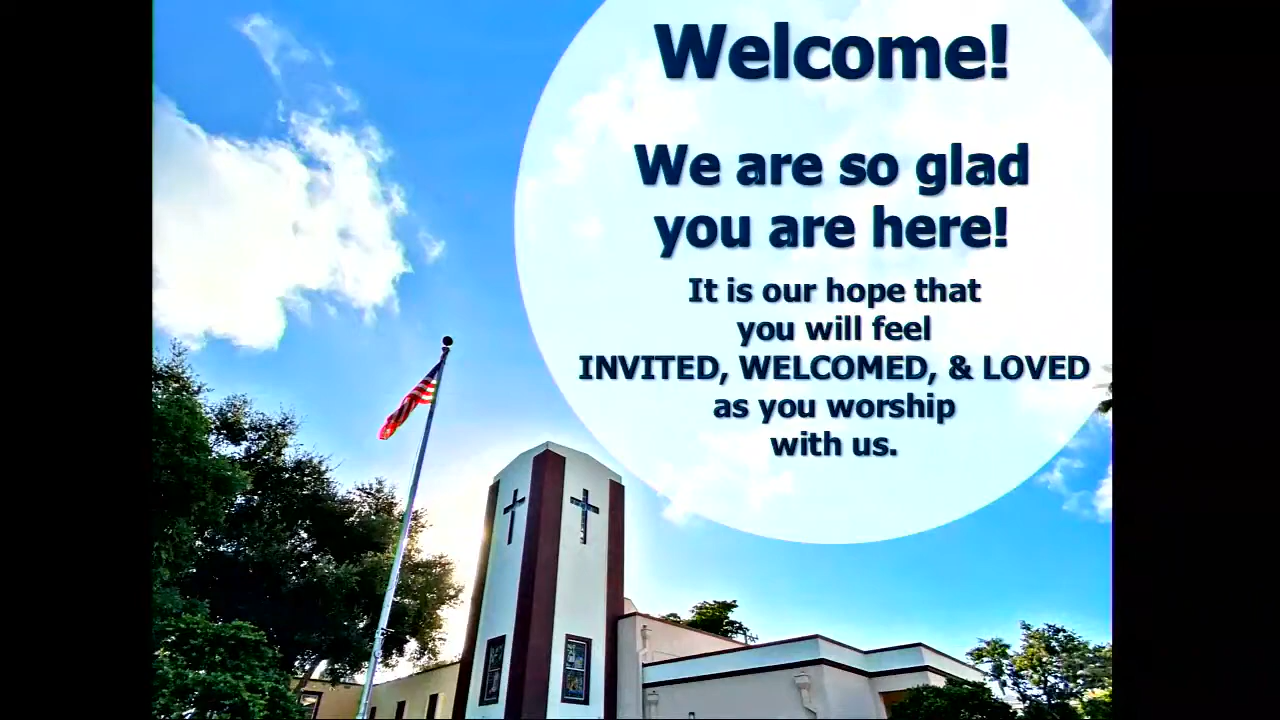 Welcome!
We are so glad
you are here!
It is our hope that
you will feel
INVITED, WELCOMED, & LOVED
as you worship
with us.